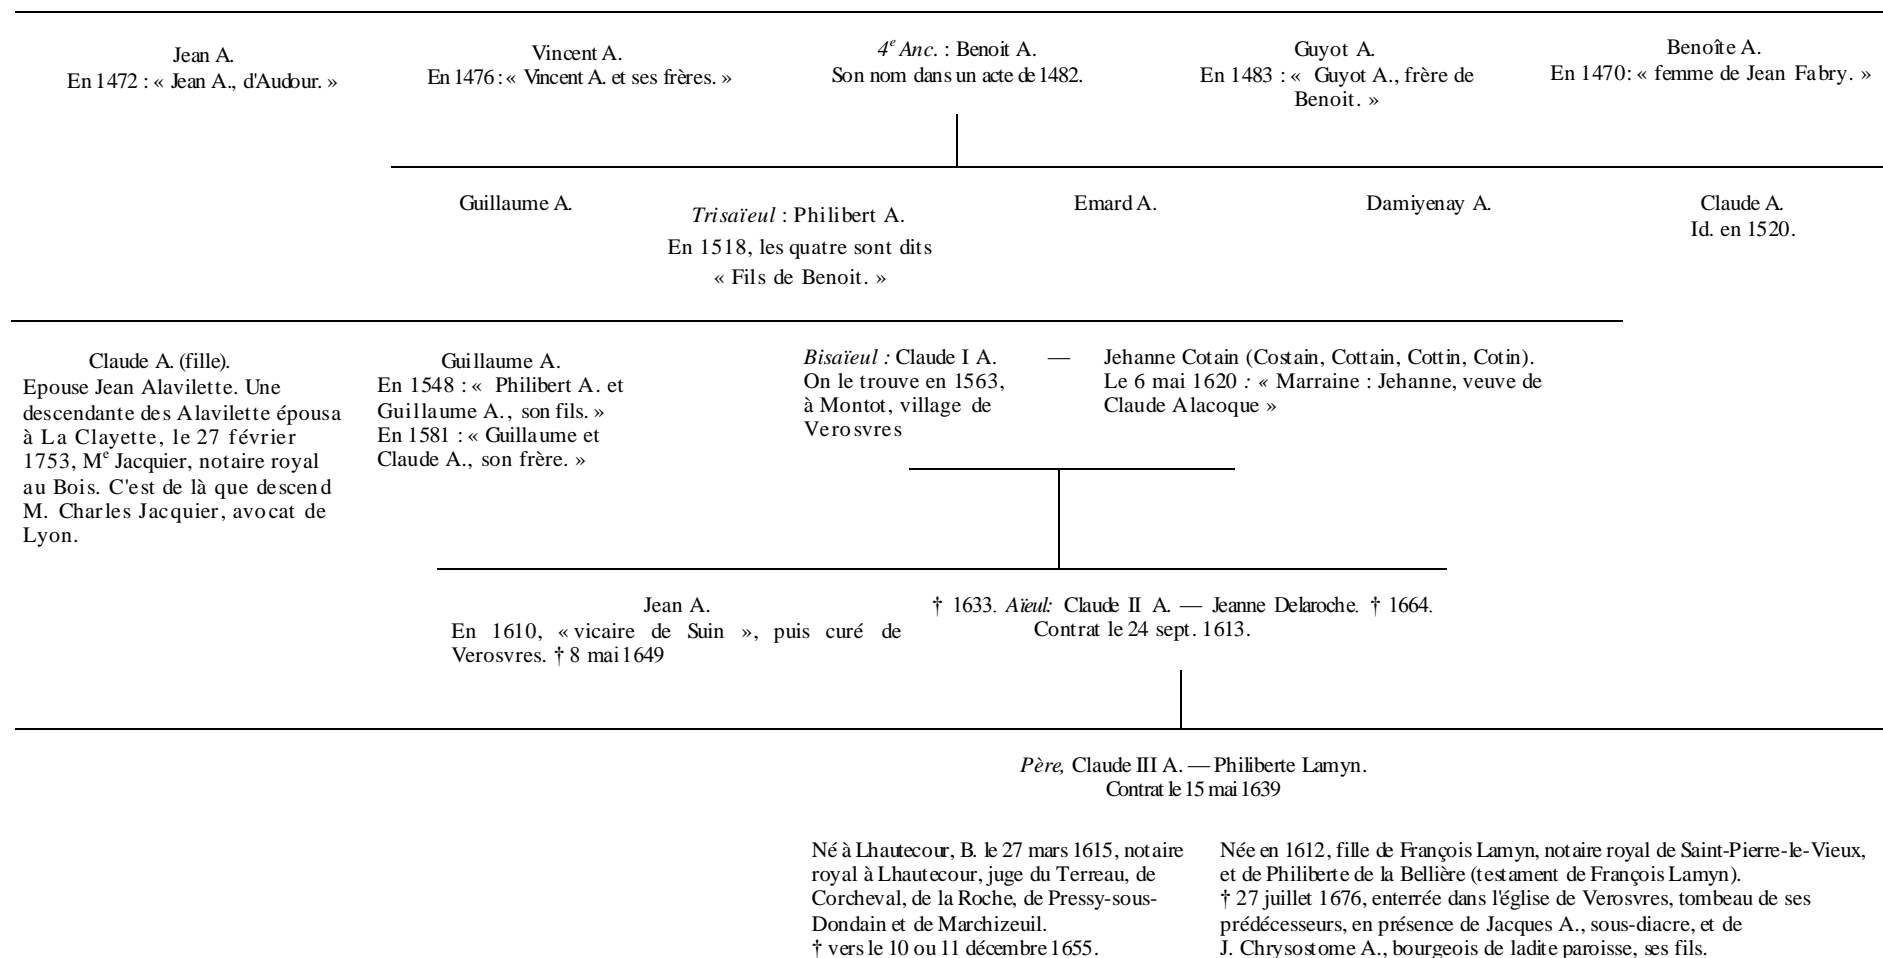 Jean A.
En 1472 : « Jean A., d'Audour. »
Vincent A.
En 1476 : « Vincent A. et ses frères. »
4e Anc. : Benoit A.
Son nom dans un acte de 1482.
Guyot A.
En 1483 : « Guyot A., frère de
Benoit. »
Benoîte A.
En 1470: « femme de Jean Fabry. »
Guillaume A.
Trisaïeul : Philibert A.
En 1518, les quatre sont dits
« Fils de Benoit. »
Emard A.
Damiyenay A.
Claude A.
Id. en 1520.
Claude A. (fille).
Epouse Jean Alavilette. Une
descendante des Alavilette épousa
à La Clayette, le 27 février
1753, Me Jacquier, notaire royal
au Bois. C'est de là que descend
M. Charles Jacquier, avocat de
Lyon.
Guillaume A.
En 1548 : « Philibert A. et
Guillaume A., son fils. »
En 1581 : « Guillaume et
Claude A., son frère. »
Bisaïeul : Claude I A. —
On le trouve en 1563,
à Montot, village de
Verosvres
Jehanne Cotain (Costain, Cottain, Cottin, Cotin).
Le 6 mai 1620 : « Marraine : Jehanne, veuve de
Claude Alacoque »
Jean A.
En 1610, « vicaire de Suin », puis curé de
Verosvres. † 8 mai 1649
† 1633. Aïeul: Claude II A. — Jeanne Delaroche. † 1664.
Contrat le 24 sept. 1613.
Père, Claude III A. — Philiberte Lamyn.
Contrat le 15 mai 1639
Né à Lhautecour, B. le 27 mars 1615, notaire
royal à Lhautecour, juge du Terreau, de
Corcheval, de la Roche, de Pressy-sous-
Dondain et de Marchizeuil.
† vers le 10 ou 11 décembre 1655.
Née en 1612, fille de François Lamyn, notaire royal de Saint-Pierre-le-Vieux,
et de Philiberte de la Bellière (testament de François Lamyn).
† 27 juillet 1676, enterrée dans l'église de Verosvres, tombeau de ses
prédécesseurs, en présence de Jacques A., sous-diacre, et de
J. Chrysostome A., bourgeois de ladite paroisse, ses fils.